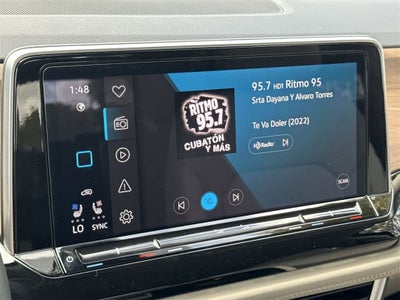 1:48
95.7 HD1 Ritmo 95
Srta Dayana Y Alvaro Torres
RITMO
95.7
CUBATÓN
Y MÁS
Te Va Doler (2022)
HD Radio
SCAN
LO SYNC